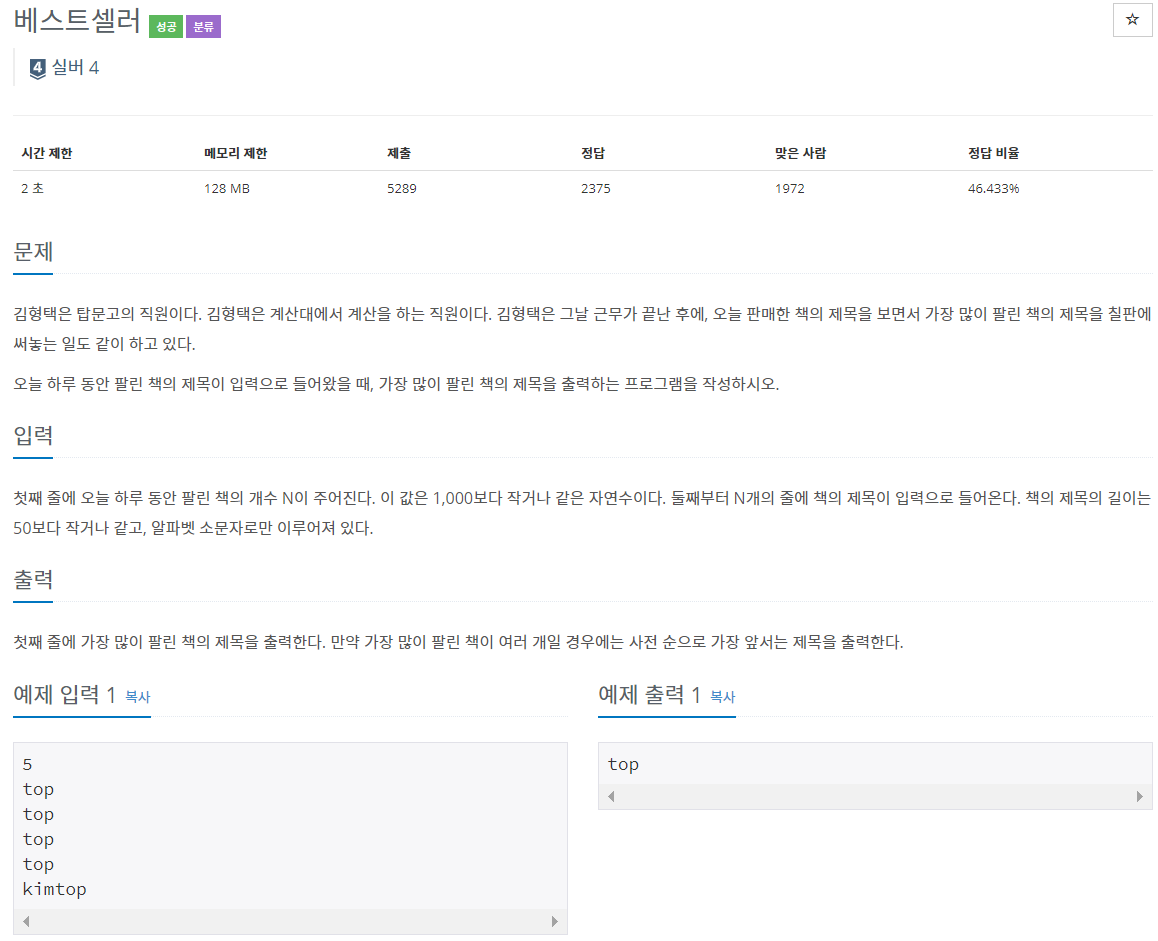 베스트셀러 성공 분류
☆
4 실버 4
시간 제한 메모리 제한 제출 정답 맞은 사람 정답 비율
2 초 128 MB 5289 2375 1972 46.433%
문제
김형택은 탑문고의 직원이다. 김형택은 계산대에서 계산을 하는 직원이다. 김형택은 그날 근무가 끝난 후에, 오늘 판매한 책의 제목을 보면서 가장 많이 팔린 책의 제목을 칠판에
써놓는 일도 같이 하고 있다.
오늘 하루 동안 팔린 책의 제목이 입력으로 들어왔을 때, 가장 많이 팔린 책의 제목을 출력하는 프로그램을 작성하시오.
입력
첫째 줄에 오늘 하루 동안 팔린 책의 개수 N이 주어진다. 이 값은 1,000보다 작거나 같은 자연수이다. 둘째부터 N개의 줄에 책의 제목이 입력으로 들어온다. 책의 제목의 길이는
50보다 작거나 같고, 알파벳 소문자로만 이루어져 있다.
출력
첫째 줄에 가장 많이 팔린 책의 제목을 출력한다. 만약 가장 많이 팔린 책이 여러 개일 경우에는 사전 순으로 가장 앞서는 제목을 출력한다.
예제 입력 1 복사
5
top
top
top
top
kimtop
예제 출력 1 복사
top